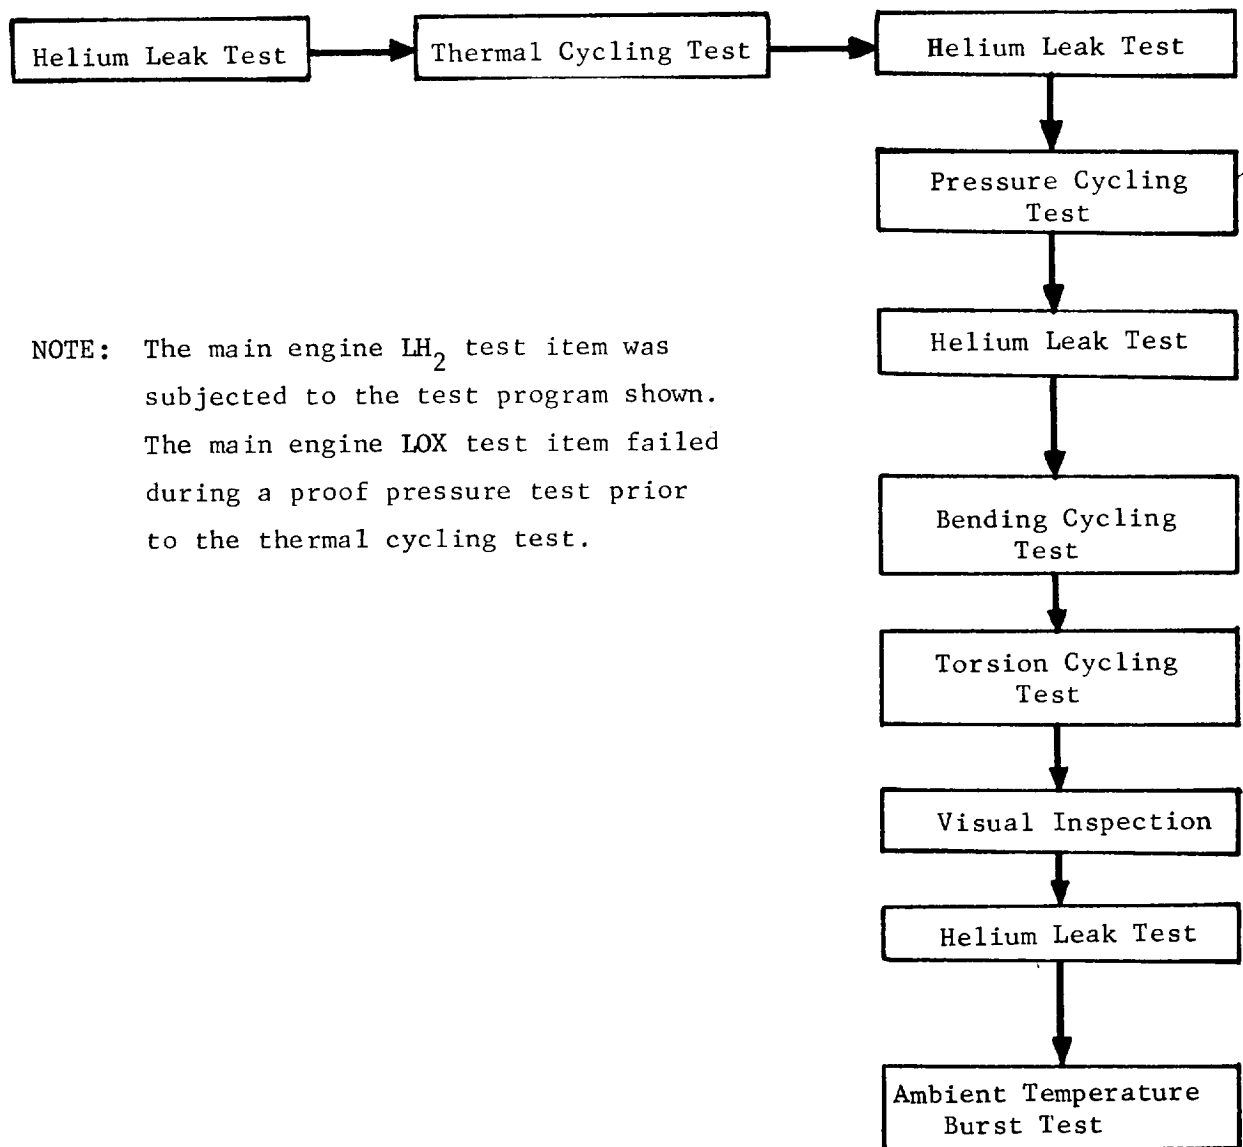 Helium Leak Test
Thermal Cycling Test
Helium Leak Test
Pressure Cycling
Test
Helium Leak Test
NOTE: The main engine LH₂ test item was
subjected to the test program shown.
The main engine LOX test item failed
during a proof pressure test prior
to the thermal cycling test.
Bending Cycling
Test
Torsion Cycling
Test
Visual Inspection
Helium Leak Test
Ambient Temperature
Burst Test